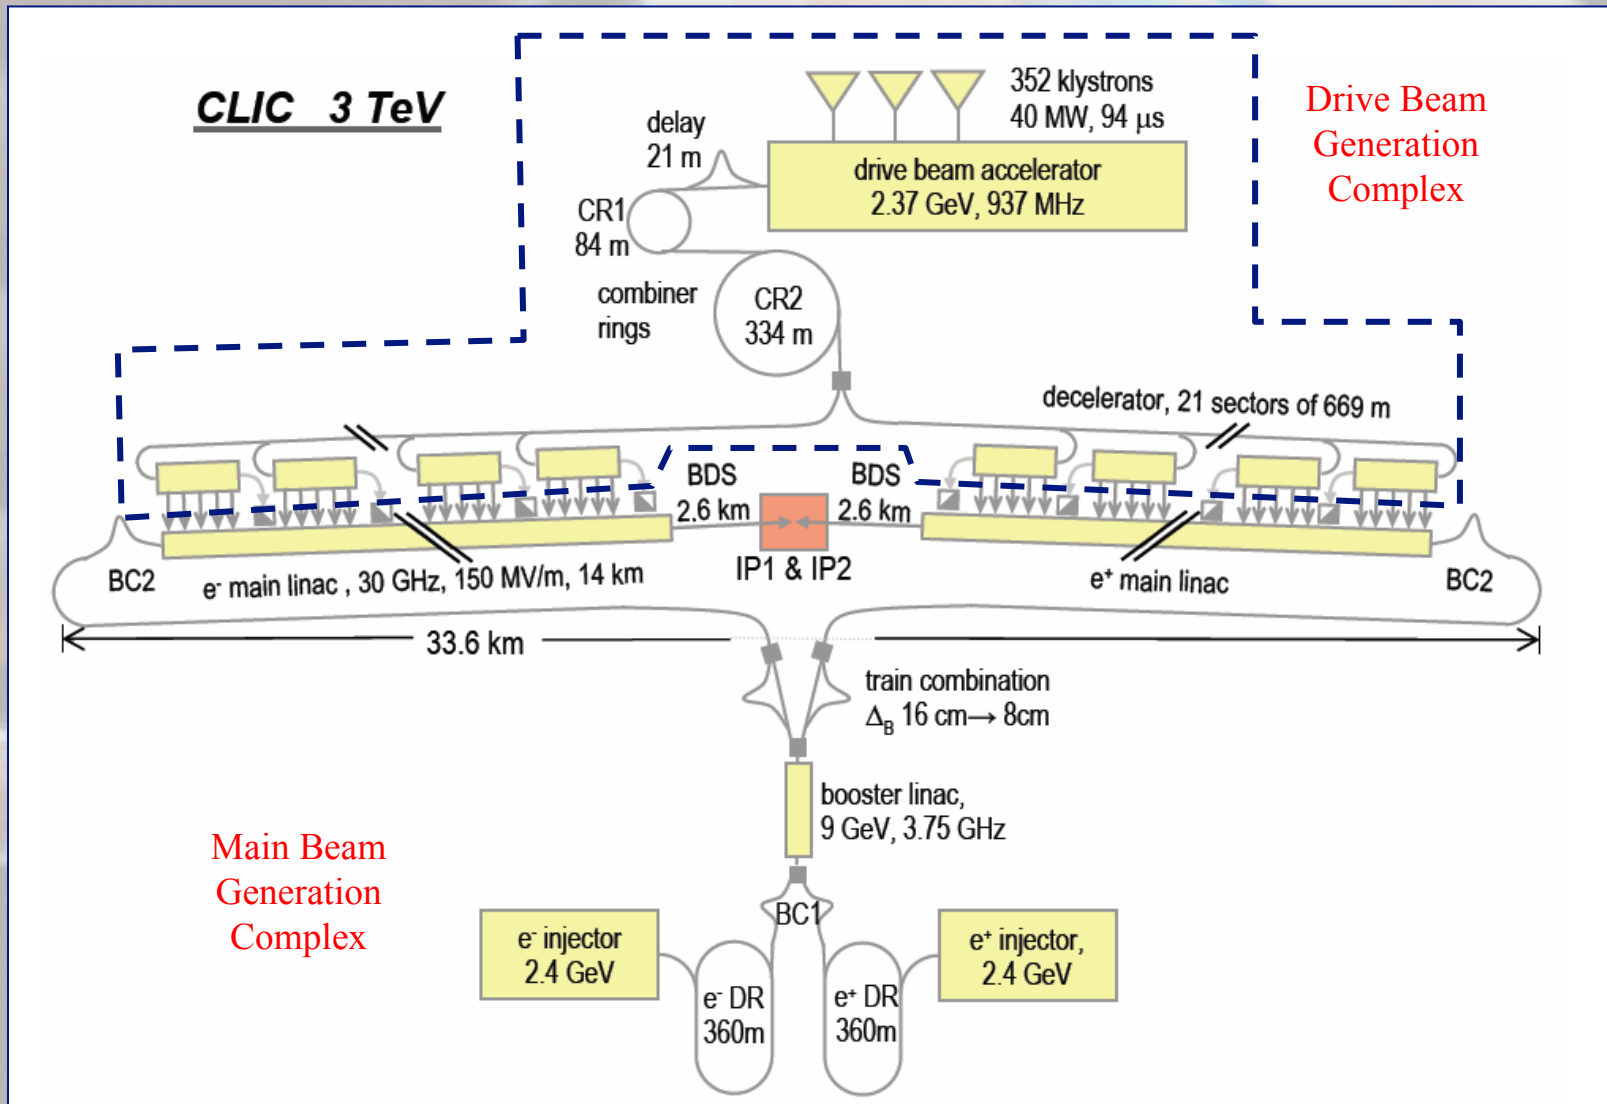 CLIC 3 TeV
352 klystrons
40 MW, 94 μs
Drive Beam
Generation
Complex
delay
21 m
drive beam accelerator
2.37 GeV, 937 MHz
CR1
84 m
combiner
rings
CR2
334 m
decelerator, 21 sectors of 669 m
BDS
2.6 km
BDS
2.6 km
IP1 & IP2
BC2
e- main linac , 30 GHz, 150 MV/m, 14 km
e+ main linac
BC2
33.6 km
train combination
ΔB 16 cm→ 8cm
booster linac,
9 GeV, 3.75 GHz
Main Beam
Generation
Complex
BC1
e- injector
2.4 GeV
e+ injector,
2.4 GeV
e- DR
360m
e+ DR
360m